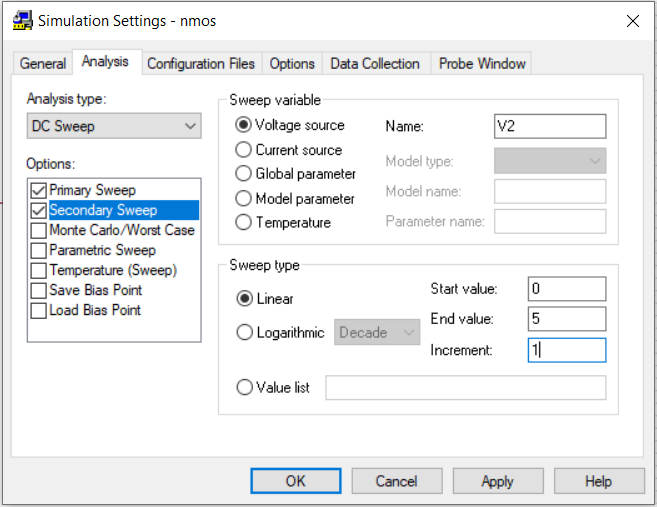 Simulation Settings - nmos
General Analysis Configuration Files Options Data Collection Probe Window
Analysis type:
DC Sweep
Options:
Primary Sweep
Secondary Sweep
Monte Carlo/Worst Case
Parametric Sweep
Temperature (Sweep)
Save Bias Point
Load Bias Point
Sweep variable
Voltage source
Current source
Global parameter
Model parameter
Temperature
Name: V2
Model type:
Model name:
Parameter name:
Sweep type
Linear
Logarithmic Decade
Value list
Start value: 0
End value: 5
Increment: 1
OK Cancel Apply Help